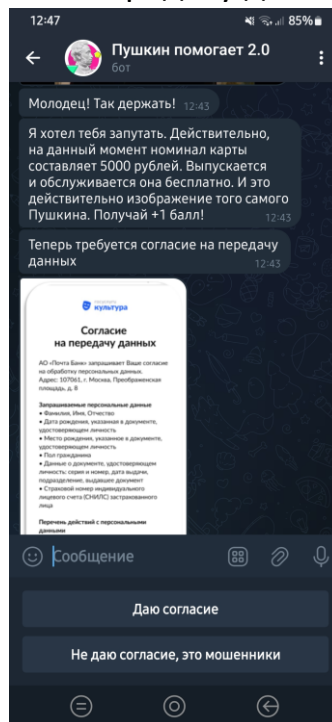 12:47
85%
Пушкин помогает 2.0
бот
Молодец! Так держать! 12:43
Я хотел тебя запутать. Действительно,
на данный момент номинал карты
составляет 5000 рублей. Выпускается
и обслуживается она бесплатно. И это
действительно изображение того самого
Пушкина. Получай +1 балл!
12:43
Теперь требуется согласие на передачу
данных
12:43
культура
Согласие
на передачу данных
АО «Почта Банк» запрашивает Ваше согласие
на обработку персональных данных.
Адрес: 107061, г. Москва. Преображенская
площадь, д. 8
Запрашиваемые персональные данные
• Фамилия, Имя, Отчество
• Дата рождения, указанная в документе,
удостоверяющем личность
• Место рождения, указанное в документе,
удостоверяющем личность
• Пол гражданина
• Данные о документе, удостоверяющем
личность: серия и номер, дата выдачи,
подразделение, выдавшее документ
• Страховой номер индивидуального
лицевого счета (СНИЛС) застрахованного
лица
Перечень действий с персональными
данными
Сообщение
Даю согласие
Не даю согласие, это мошенники